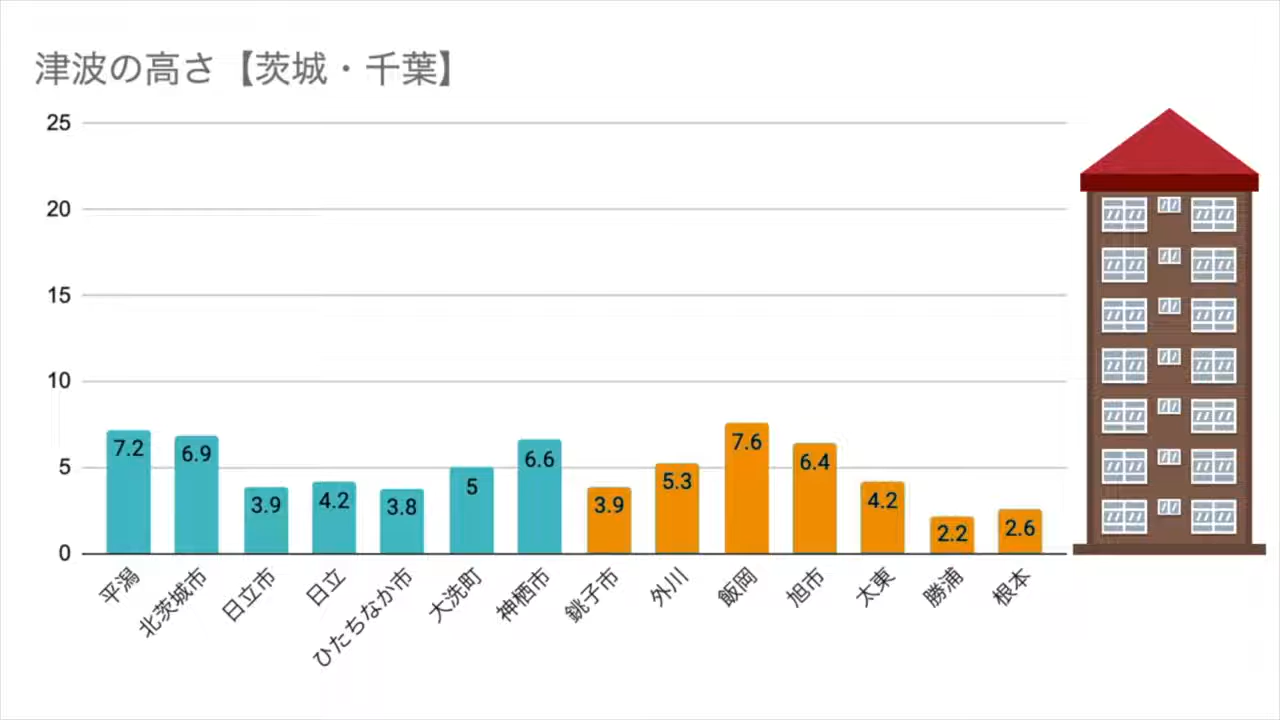 津波の高さ【茨城・千葉】
25
20
15
10
5
0
7.2
6.9
3.9
4.2
3.8
5
6.6
3.9
5.3
7.6
6.4
4.2
2.2
2.6
平潟
北茨城市
日立市
日立
ひたちなか市
大洗町
神栖市
銚子市
外川
飯岡
旭市
太東
勝浦
根本